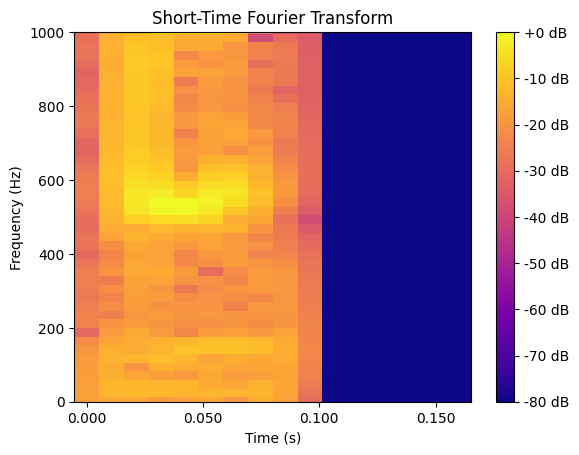 Short-Time Fourier Transform
1000
800
600
400
200
0
Frequency (Hz)
0.000
0.050
0.100
0.150
Time (s)
+0 dB
-10 dB
-20 dB
-30 dB
-40 dB
-50 dB
-60 dB
-70 dB
-80 dB